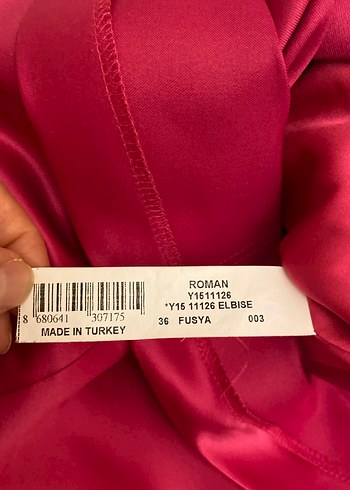 ROMAN
Y1511126
*Y15 11126 ELBISE
36 FUSYA 003
8 680641 307175
MADE IN TURKEY